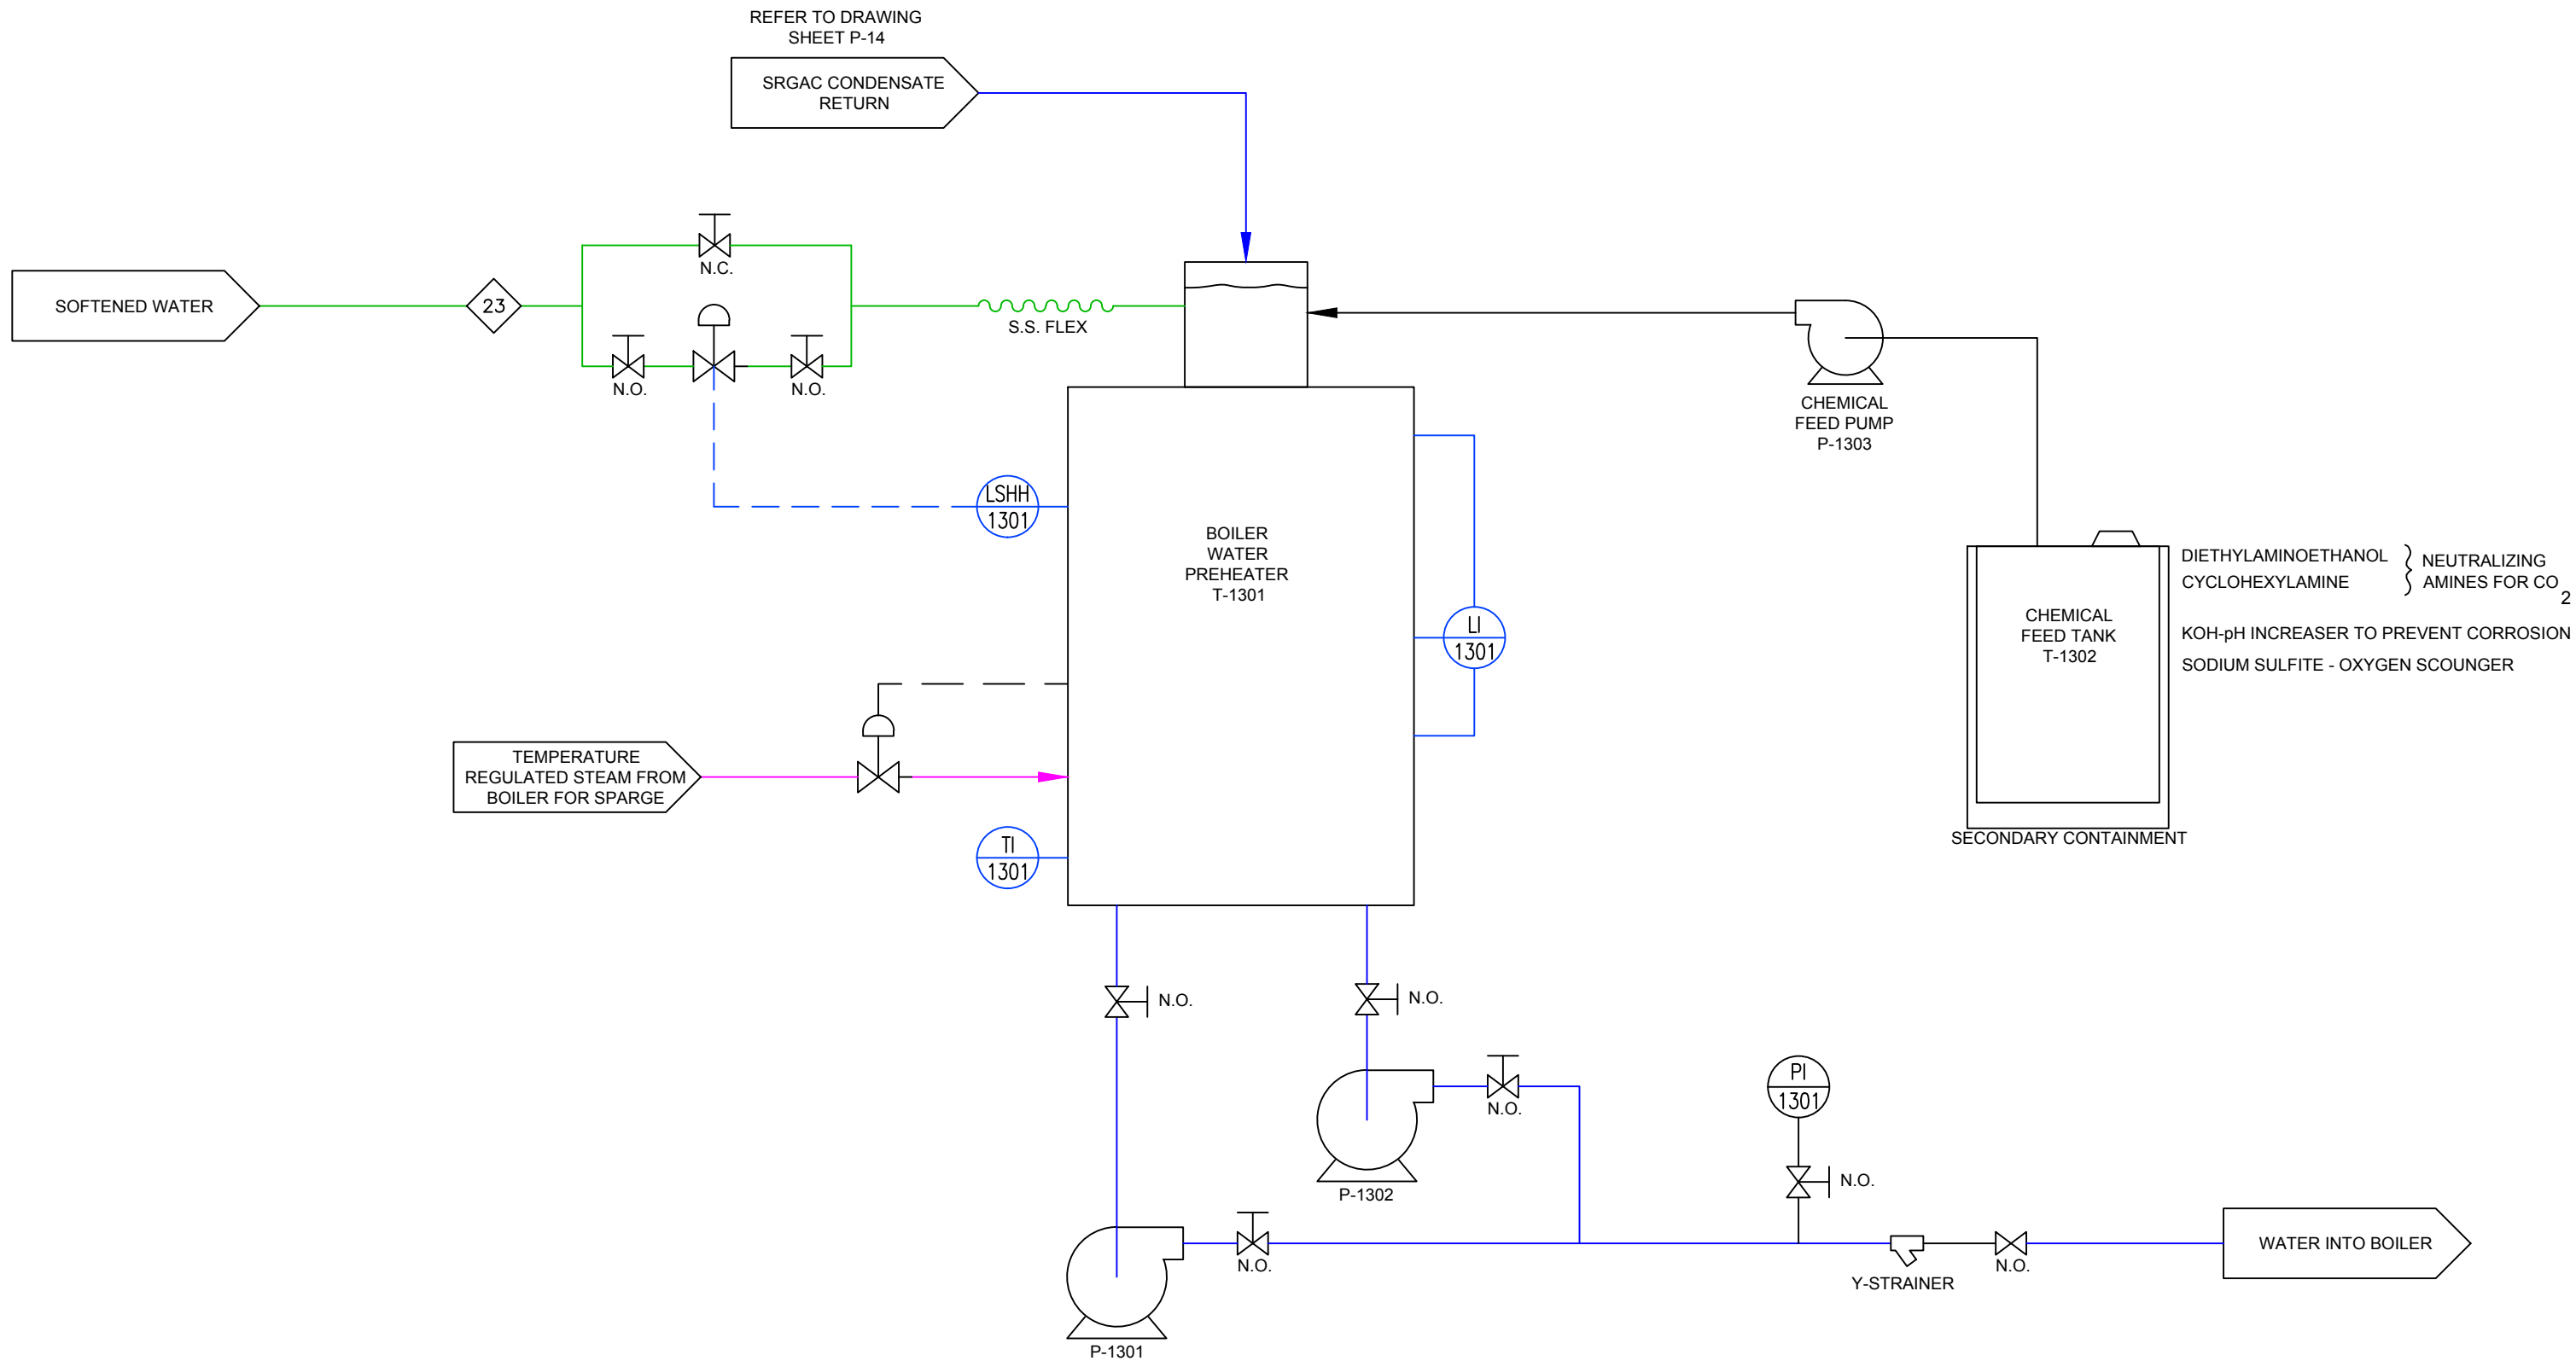 REFER TO DRAWING
SHEET P-14
SRGAC CONDENSATE
RETURN
N.C.
SOFTENED WATER
23
S.S. FLEX
N.O.
N.O.
CHEMICAL
FEED PUMP
P-1303
LSHH
1301
BOILER
WATER
PREHEATER
T-1301
LI
1301
CHEMICAL
FEED TANK
T-1302
DIETHYLAMINOETHANOL
CYCLOHEXYLAMINE
NEUTRALIZING
AMINES FOR CO2
KOH-pH INCREASER TO PREVENT CORROSION
SODIUM SULFITE - OXYGEN SCOUNGER
SECONDARY CONTAINMENT
TEMPERATURE
REGULATED STEAM FROM
BOILER FOR SPARGE
TI
1301
N.O.
N.O.
N.O.
P-1302
PI
1301
N.O.
N.O.
P-1301
Y-STRAINER
N.O.
WATER INTO BOILER